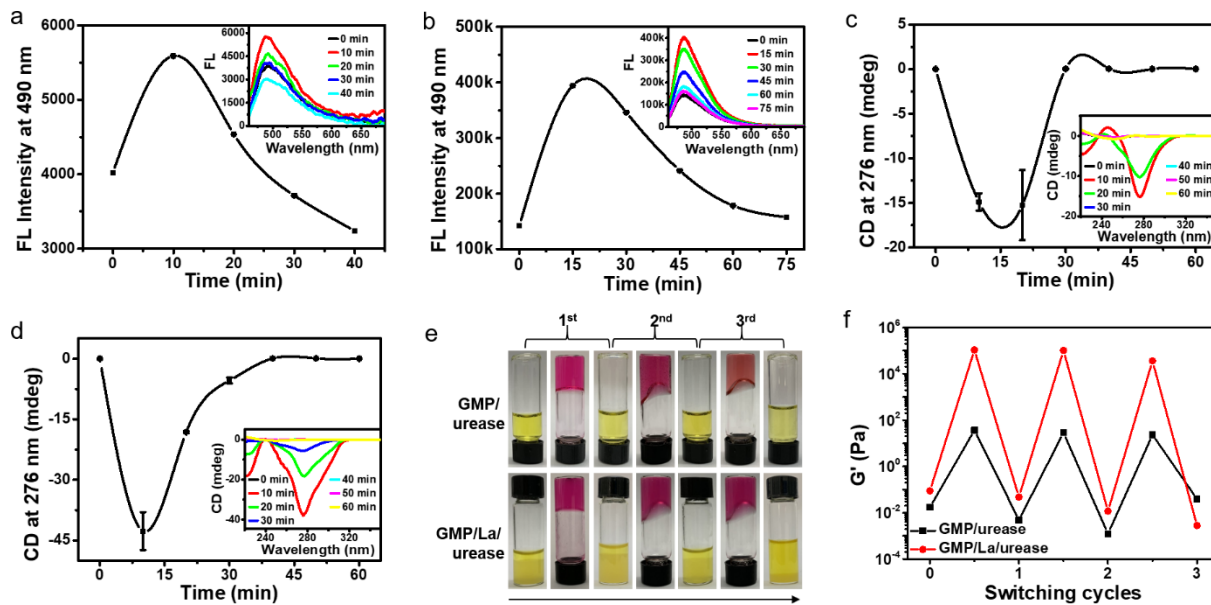 a
FL Intensity at 490 nm
6000
5000
4000
3000
0 10 20 30 40
Time (min)
FL
6000
4500
3000
1500
0
500 550 600 650
Wavelength (nm)
0 min
10 min
20 min
30 min
40 min
b
FL Intensity at 490 nm
500k
400k
300k
200k
100k
0 15 30 45 60 75
Time (min)
FL
400k
300k
200k
100k
0
500 550 600 650
Wavelength (nm)
0 min
15 min
30 min
45 min
60 min
75 min
c
CD at 276 nm (mdeg)
5
0
-5
-10
-15
-20
0 15 30 45 60
Time (min)
CD (mdeg)
10
0
-10
-20
240 280 320
Wavelength (nm)
0 min 40 min
10 min 50 min
20 min 60 min
30 min
d
CD at 276 nm (mdeg)
0
-15
-30
-45
0 15 30 45 60
Time (min)
CD (mdeg)
0
-20
-40
240 280 320
Wavelength (nm)
0 min 40 min
10 min 50 min
20 min 60 min
30 min
e
1st 2nd 3rd
GMP/
urease
GMP/La/
urease
f
G' (Pa)
10^6
10^4
10^2
10^0
10^-2
10^-4
0 1 2 3
Switching cycles
GMP/urease
GMP/La/urease